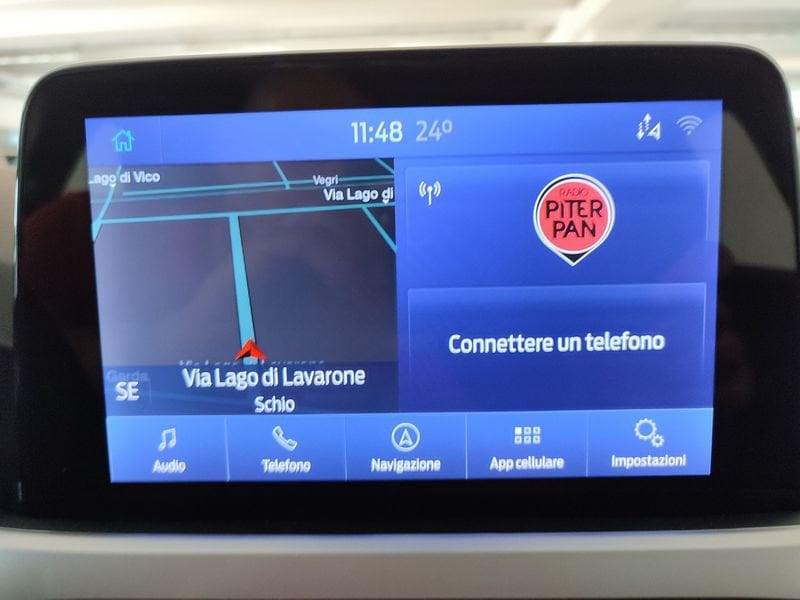 11:48 24°
Lago di Vico
Vegri
Via Lago di
RADIO
PITER
PAN
Connettere un telefono
Garda
SE
Via Lago di Lavarone
Schio
Audio
Telefono
Navigazione
App cellulare
Impostazioni